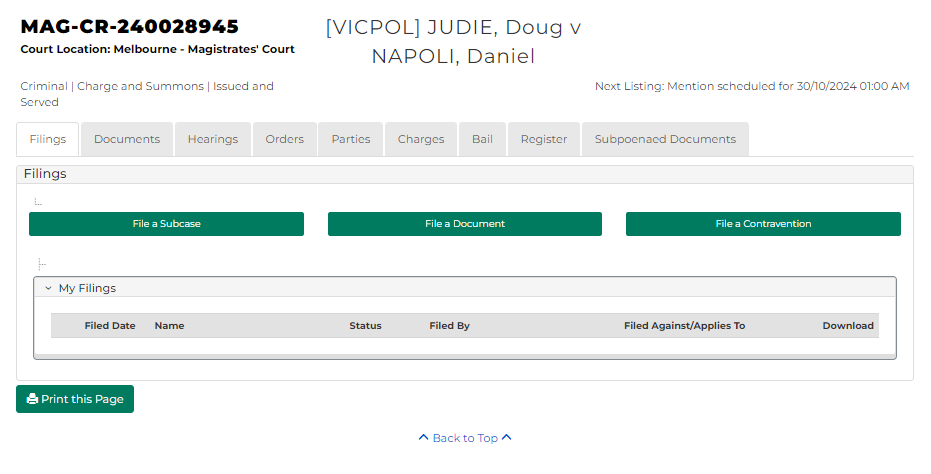 MAG-CR-240028945
[VICPOL] JUDIE, Doug v
NAPOLI, Daniel
Court Location: Melbourne - Magistrates' Court
Criminal | Charge and Summons | Issued and
Served
Next Listing: Mention scheduled for 30/10/2024 01:00 AM
Filings Documents Hearings Orders Parties Charges Bail Register Subpoenaed Documents
Filings
File a Subcase File a Document File a Contravention
My Filings
Filed Date Name Status Filed By Filed Against/Applies To Download
Print this Page
Back to Top